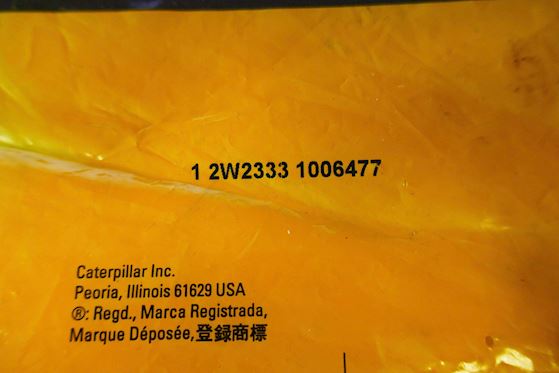 1 2W2333 1006477
Caterpillar Inc.
Peoria, Illinois 61629 USA
®: Regd., Marca Registrada,
Marque Déposée,登録商標